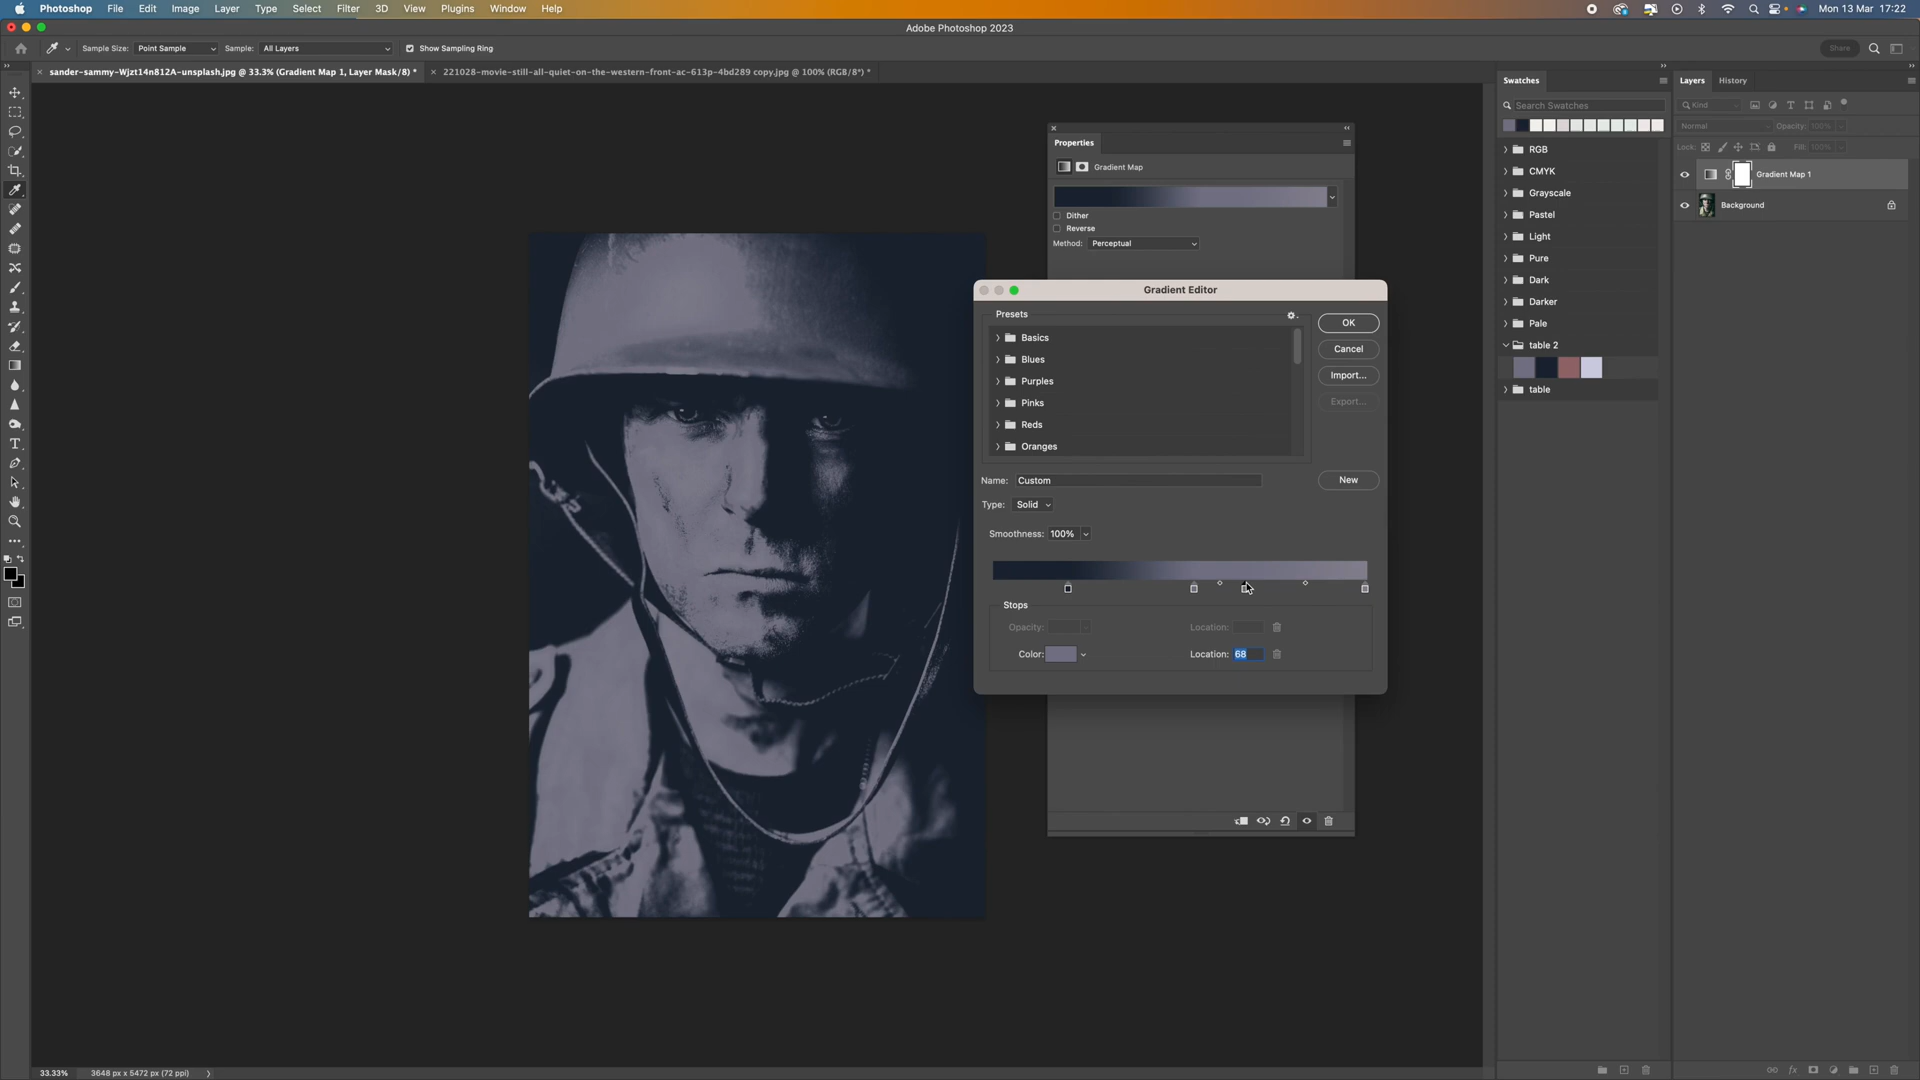 Photoshop File Edit Image Layer Type Select Filter 3D View Plugins Window Help Mon 13 Mar 17:22
Adobe Photoshop 2023
Sample Size: Point Sample Sample: All Layers Show Sampling Ring Share
sander-sammy-Wjzt14n812A-unsplash.jpg @ 33.3% (Gradient Map 1, Layer Mask/8) * 221028-movie-still-all-quiet-on-the-western-front-ac-613p-4bd289 copy.jpg @ 100% (RGB/8*) *
Swatches
Search Swatches
RGB
CMYK
Grayscale
Pastel
Light
Pure
Dark
Darker
Pale
table 2
table
Layers History
Kind
Normal Opacity: 100%
Lock: Fill: 100%
Gradient Map 1
Background
Properties
Gradient Map
Dither
Reverse
Method: Perceptual
Gradient Editor
Presets
Basics
Blues
Purples
Pinks
Reds
Oranges
OK
Cancel
Import...
Export...
Name: Custom
New
Type: Solid
Smoothness: 100%
Stops
Opacity: Location:
Color: Location: 68
33.33% 3648 px x 5472 px (72 ppi)